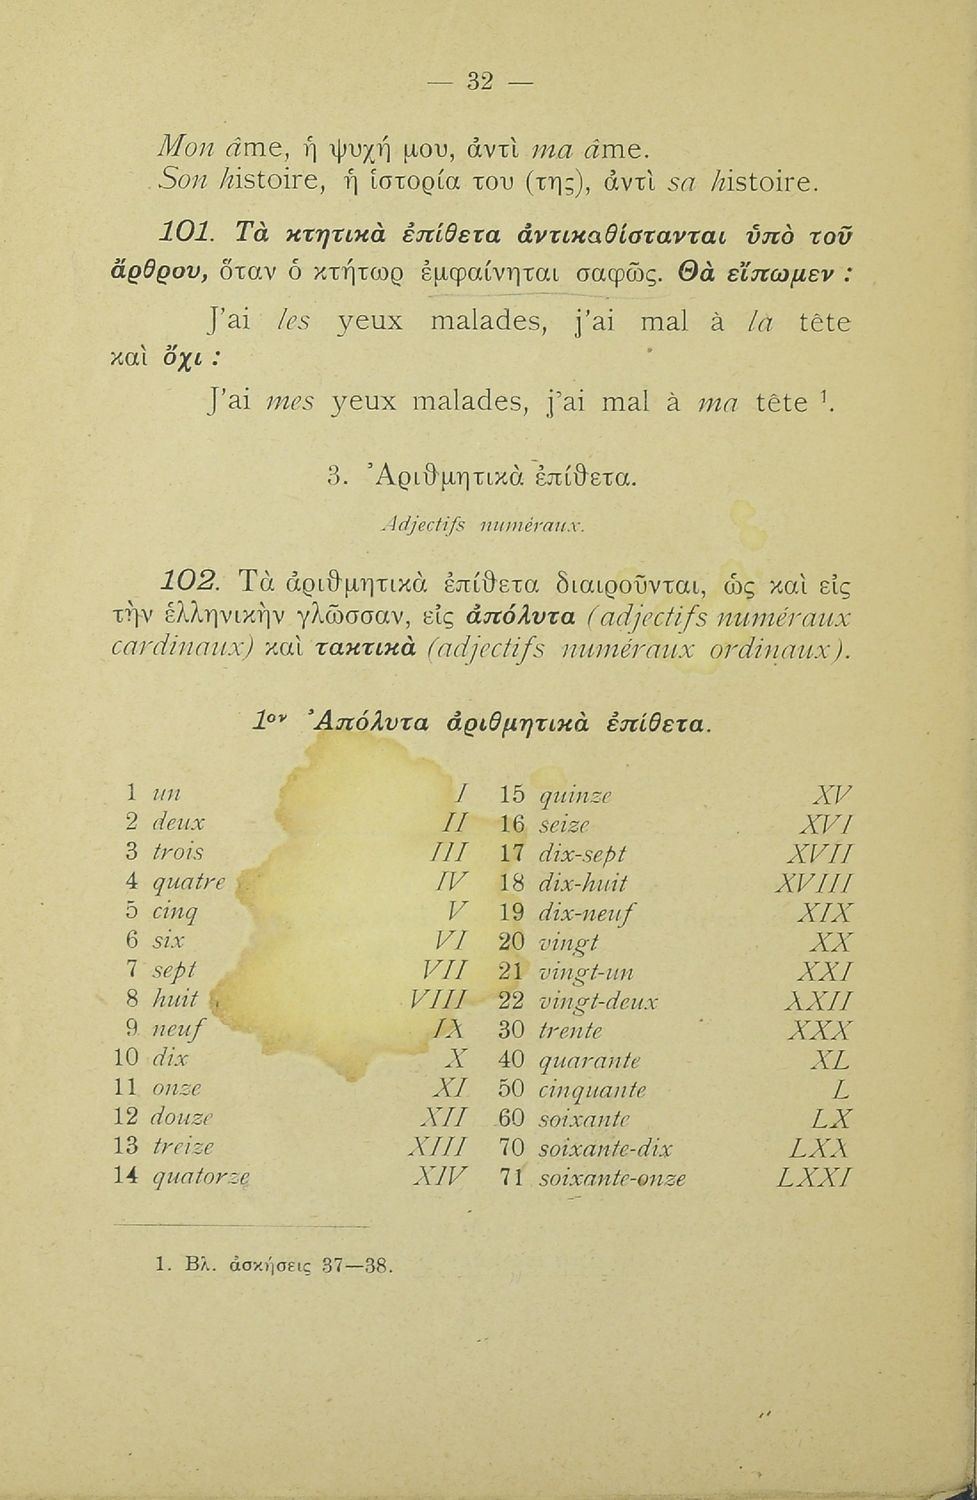 — 32 —
Mon âme, ἡ ψυχή μου, ἀντὶ ma âme.
Son histoire, ἡ ἱστορία του (της), ἀντὶ sa histoire.
101. Τὰ κτητικὰ ἐπίθετα ἀντικαθίστανται ὑπὸ τοῦ
ἄρθρου, ὅταν ὁ κτήτωρ ἐμφαίνηται σαφῶς. Θὰ εἴπωμεν :
J'ai les yeux malades, j'ai mal à la tête
καὶ ὄχι :
J'ai mes yeux malades, j'ai mal à ma tête ¹.
3. Ἀριθμητικὰ ἐπίθετα.
Adjectifs numéraux.
102. Τὰ ἀριθμητικὰ ἐπίθετα διαιροῦνται, ὡς καὶ εἰς
τὴν ἑλληνικὴν γλῶσσαν, εἰς ἀπόλυτα (adjectifs numéraux
cardinaux) καὶ τακτικὰ (adjectifs numéraux ordinaux).
1ον Ἀπόλυτα ἀριθμητικὰ ἐπίθετα.
1 un I 15 quinze XV
2 deux II 16 seize XVI
3 trois III 17 dix-sept XVII
4 quatre IV 18 dix-huit XVIII
5 cinq V 19 dix-neuf XIX
6 six VI 20 vingt XX
7 sept VII 21 vingt-un XXI
8 huit VIII 22 vingt-deux XXII
9 neuf IX 30 trente XXX
10 dix X 40 quarante XL
11 onze XI 50 cinquante L
12 douze XII 60 soixante LX
13 treize XIII 70 soixante-dix LXX
14 quatorze XIV 71 soixante-onze LXXI
1. Βλ. ἀσκήσεις 37—38.